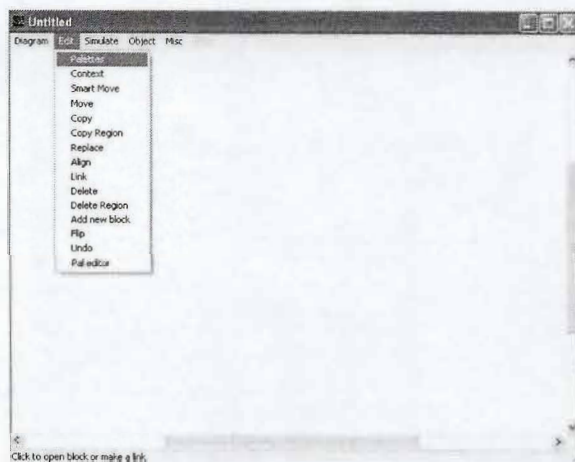 Untitled
Diagram Edit Simulate Object Misc
Palettes
Context
Smart Move
Move
Copy
Copy Region
Replace
Align
Link
Delete
Delete Region
Add new block
Flip
Undo
Pal editor
Click to open block or make a link